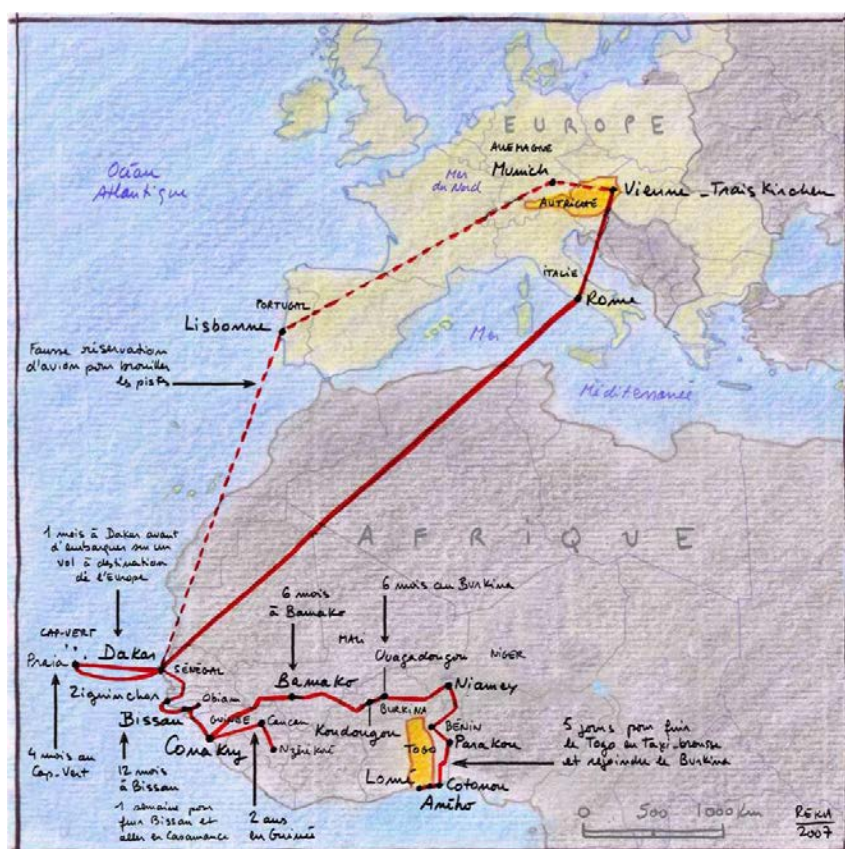 EUROPE
ALLEMAGNE
Munich
Mer
du Nord
Océan
Atlantique
Vienne - Traiskirchen
AUTRICHE
ITALIE
Rome
PORTUGAL
Lisbonne
Mer
Méditerranée
Fausse réservation
d'avion pour brouiller
les pistes
AFRIQUE
1 mois à Dakar avant
d'embarquer sur un
vol à destination
de l'Europe
6 mois
à Bamako
6 mois au Burkina
MALI
CAP-VERT
Praia
Dakar
SÉNÉGAL
Ouagadougou
NIGER
Bamako
Niamey
Ziguinchor
Bissau
GUINÉE
Cancan
Koudougou
BURKINA
BÉNIN
Conakry
Parakou
TOGO
5 jours pour fuir
le Togo en Taxi-brousse
et rejoindre le Burkina
Lomé
Cotonou
Aného
4 mois au
Cap-Vert
12 mois
à Bissau
1 semaine pour
fuir Bissau et
aller en Casamance
2 ans
en Guinée
0 500 1000 km
REKA
2007